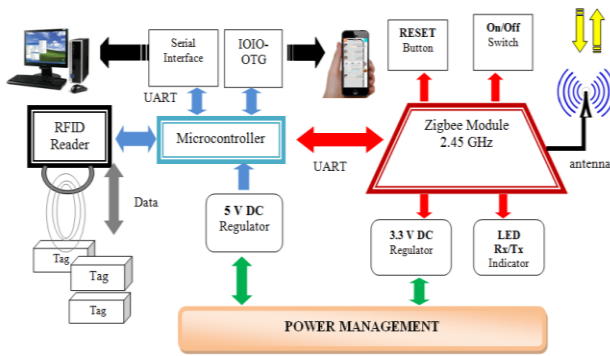 Serial
Interface
IOIO-
OTG
RESET
Button
On/Off
Switch
UART
RFID
Reader
Microcontroller
UART
Zigbee Module
2.45 GHz
antenna
Data
5 V DC
Regulator
3.3 V DC
Regulator
LED
Rx/Tx
Indicator
Tag
Tag
Tag
POWER MANAGEMENT